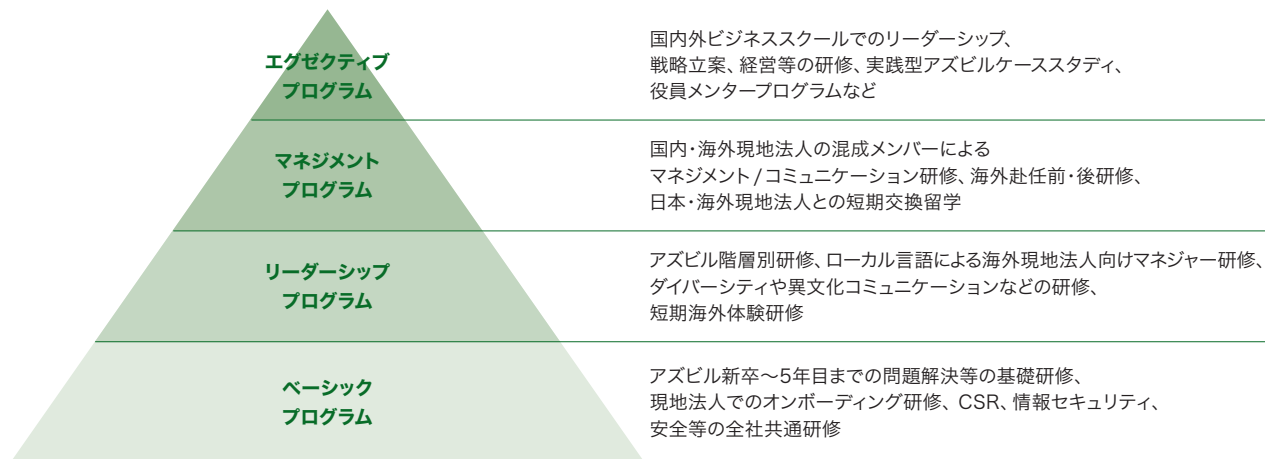 エグゼクティブ
プログラム
国内外ビジネススクールでのリーダーシップ、
戦略立案、経営等の研修、実践型アズビルケーススタディ、
役員メンタープログラムなど
マネジメント
プログラム
国内・海外現地法人の混成メンバーによる
マネジメント/コミュニケーション研修、海外赴任前・後研修、
日本・海外現地法人との短期交換留学
リーダーシップ
プログラム
アズビル階層別研修、ローカル言語による海外現地法人向けマネジャー研修、
ダイバーシティや異文化コミュニケーションなどの研修、
短期海外体験研修
ベーシック
プログラム
アズビル新卒〜5年目までの問題解決等の基礎研修、
現地法人でのオンボーディング研修、CSR、情報セキュリティ、
安全等の全社共通研修